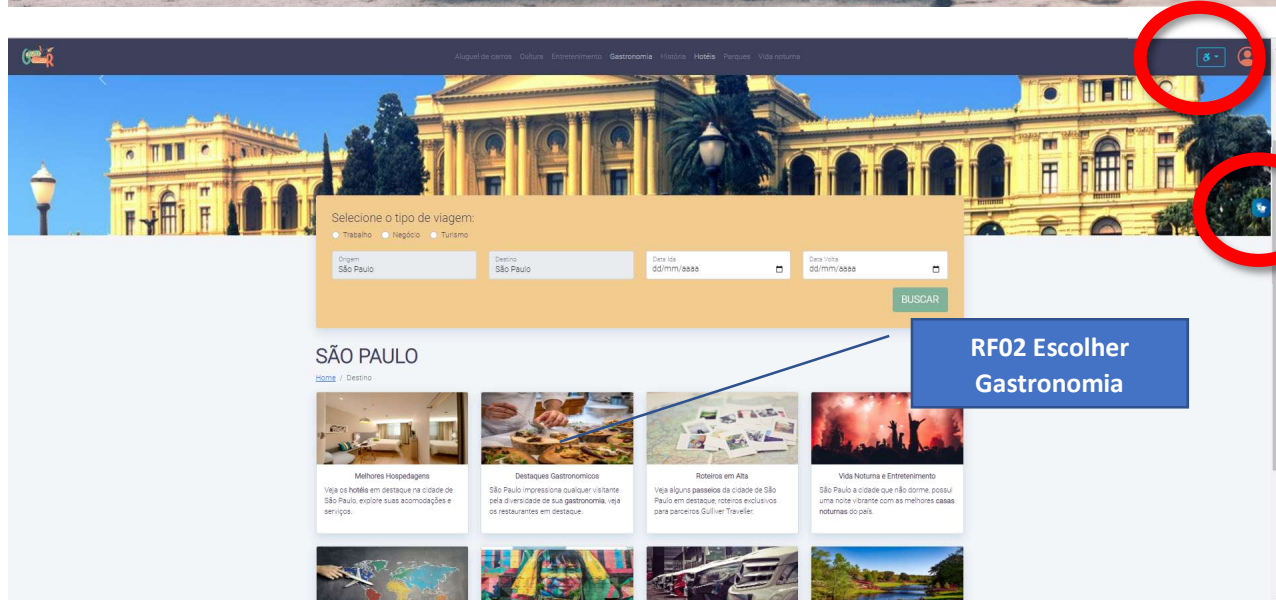 Aluguel de carros Cultura Entretenimento Gastronomia História Hotéis Parques Vida noturna
Selecione o tipo de viagem:
Trabalho Negócio Turismo
Origem
São Paulo
Destino
São Paulo
Data Ida
dd/mm/aaaa
Data Volta
dd/mm/aaaa
BUSCAR
RF02 Escolher
Gastronomia
SÃO PAULO
Home / Destino
Melhores Hospedagens
Veja os hotéis em destaque na cidade de
São Paulo, explore suas acomodações e
serviços.
Destaques Gastronomicos
São Paulo impressiona qualquer visitante
pela diversidade de sua gastronomia, veja
os restaurantes em destaque.
Roteiros em Alta
Veja alguns passeios da cidade de São
Paulo em destaque, roteiros exclusivos
para parceiros Gulliver Traveller.
Vida Noturna e Entretenimento
São Paulo a cidade que não dorme, possui
uma noite vibrante com as melhores casas
noturnas do país.